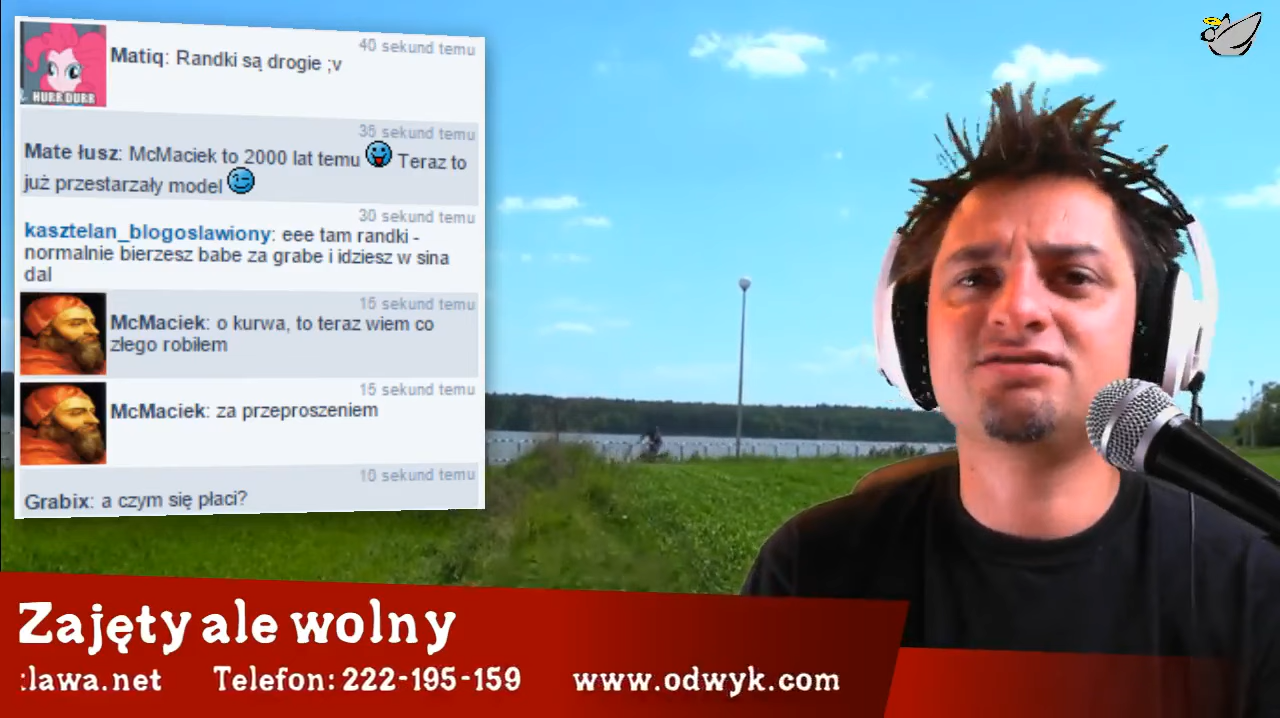 40 sekund temu
Matiq: Randki są drogie ;v
HURR DURR
35 sekund temu
Mate łusz: McMaciek to 2000 lat temu Teraz to
już przestarzały model
30 sekund temu
kasztelan_blogoslawiony: eee tam randki -
normalnie bierzesz babe za grabe i idziesz w sina
dal
15 sekund temu
McMaciek: o kurwa, to teraz wiem co
złego robiłem
15 sekund temu
McMaciek: za przeproszeniem
10 sekund temu
Grabix: a czym się płaci?
Zajęty ale wolny
lawa.net Telefon: 222-195-159 www.odwyk.com